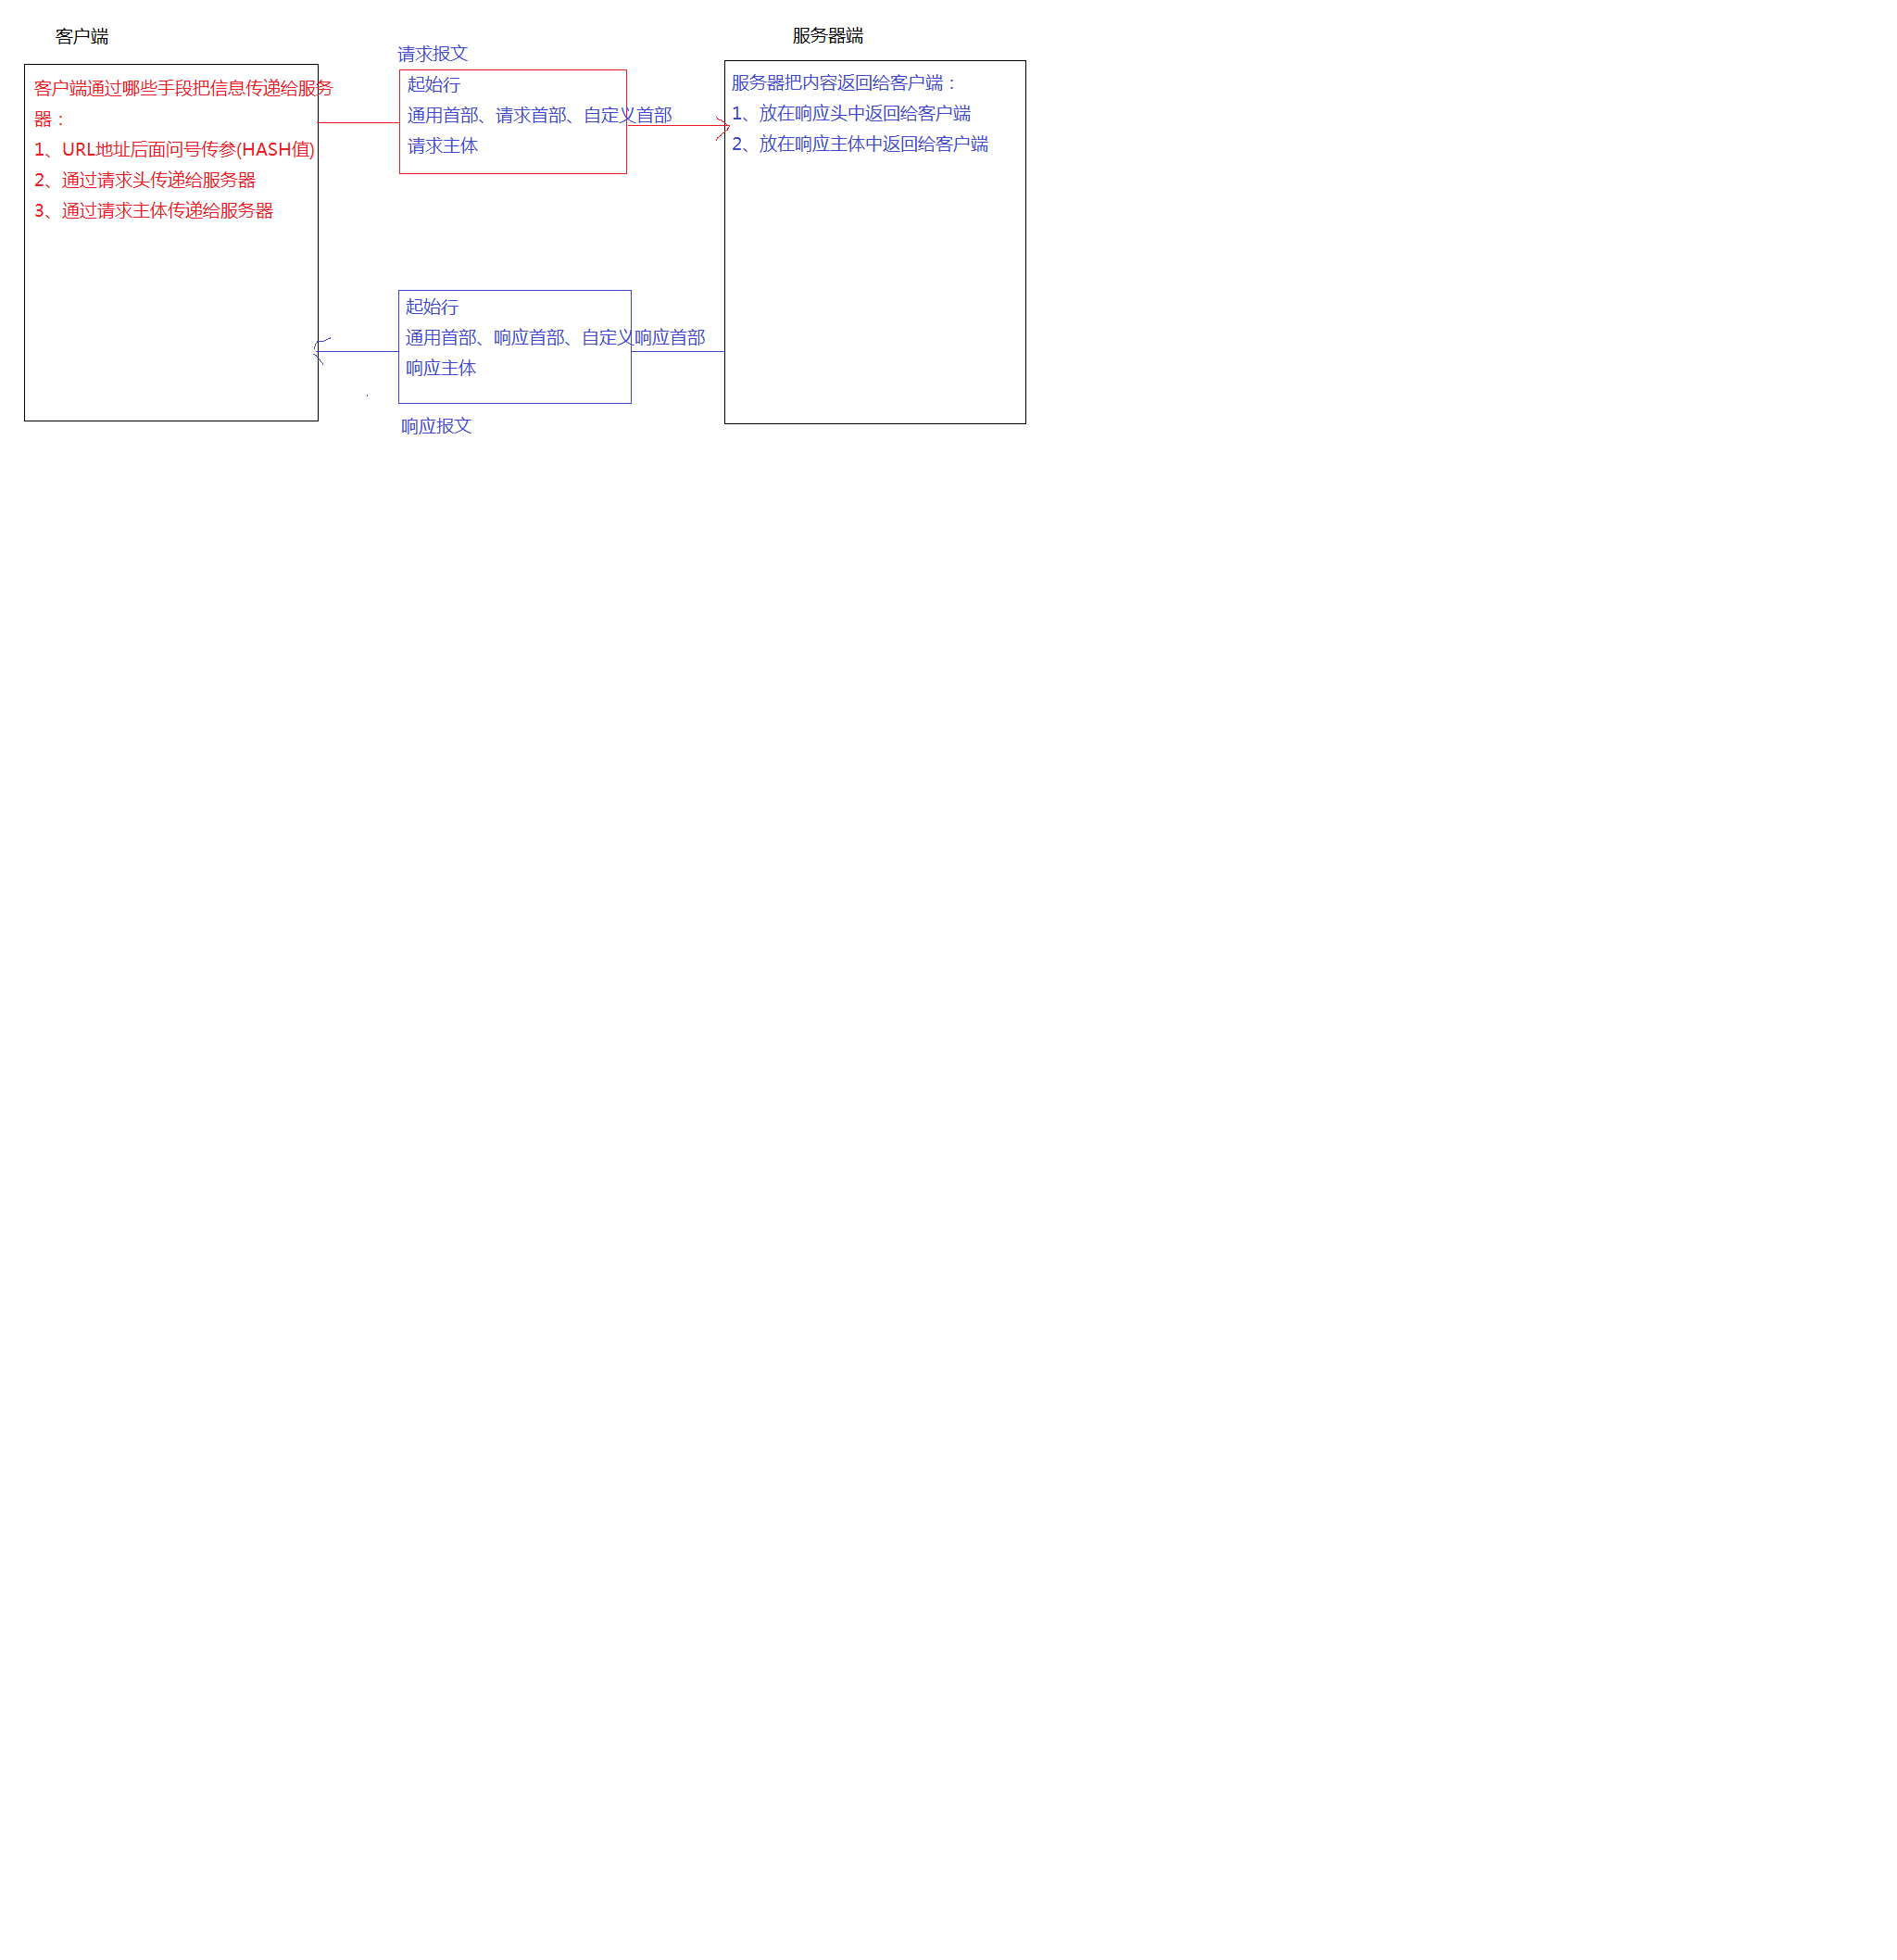 客户端
客户端通过哪些手段把信息传递给服务
器：
1、URL地址后面问号传参(HASH值)
2、通过请求头传递给服务器
3、通过请求主体传递给服务器
请求报文
起始行
通用首部、请求首部、自定义首部
请求主体
服务器端
服务器把内容返回给客户端：
1、放在响应头中返回给客户端
2、放在响应主体中返回给客户端
起始行
通用首部、响应首部、自定义响应首部
响应主体
响应报文